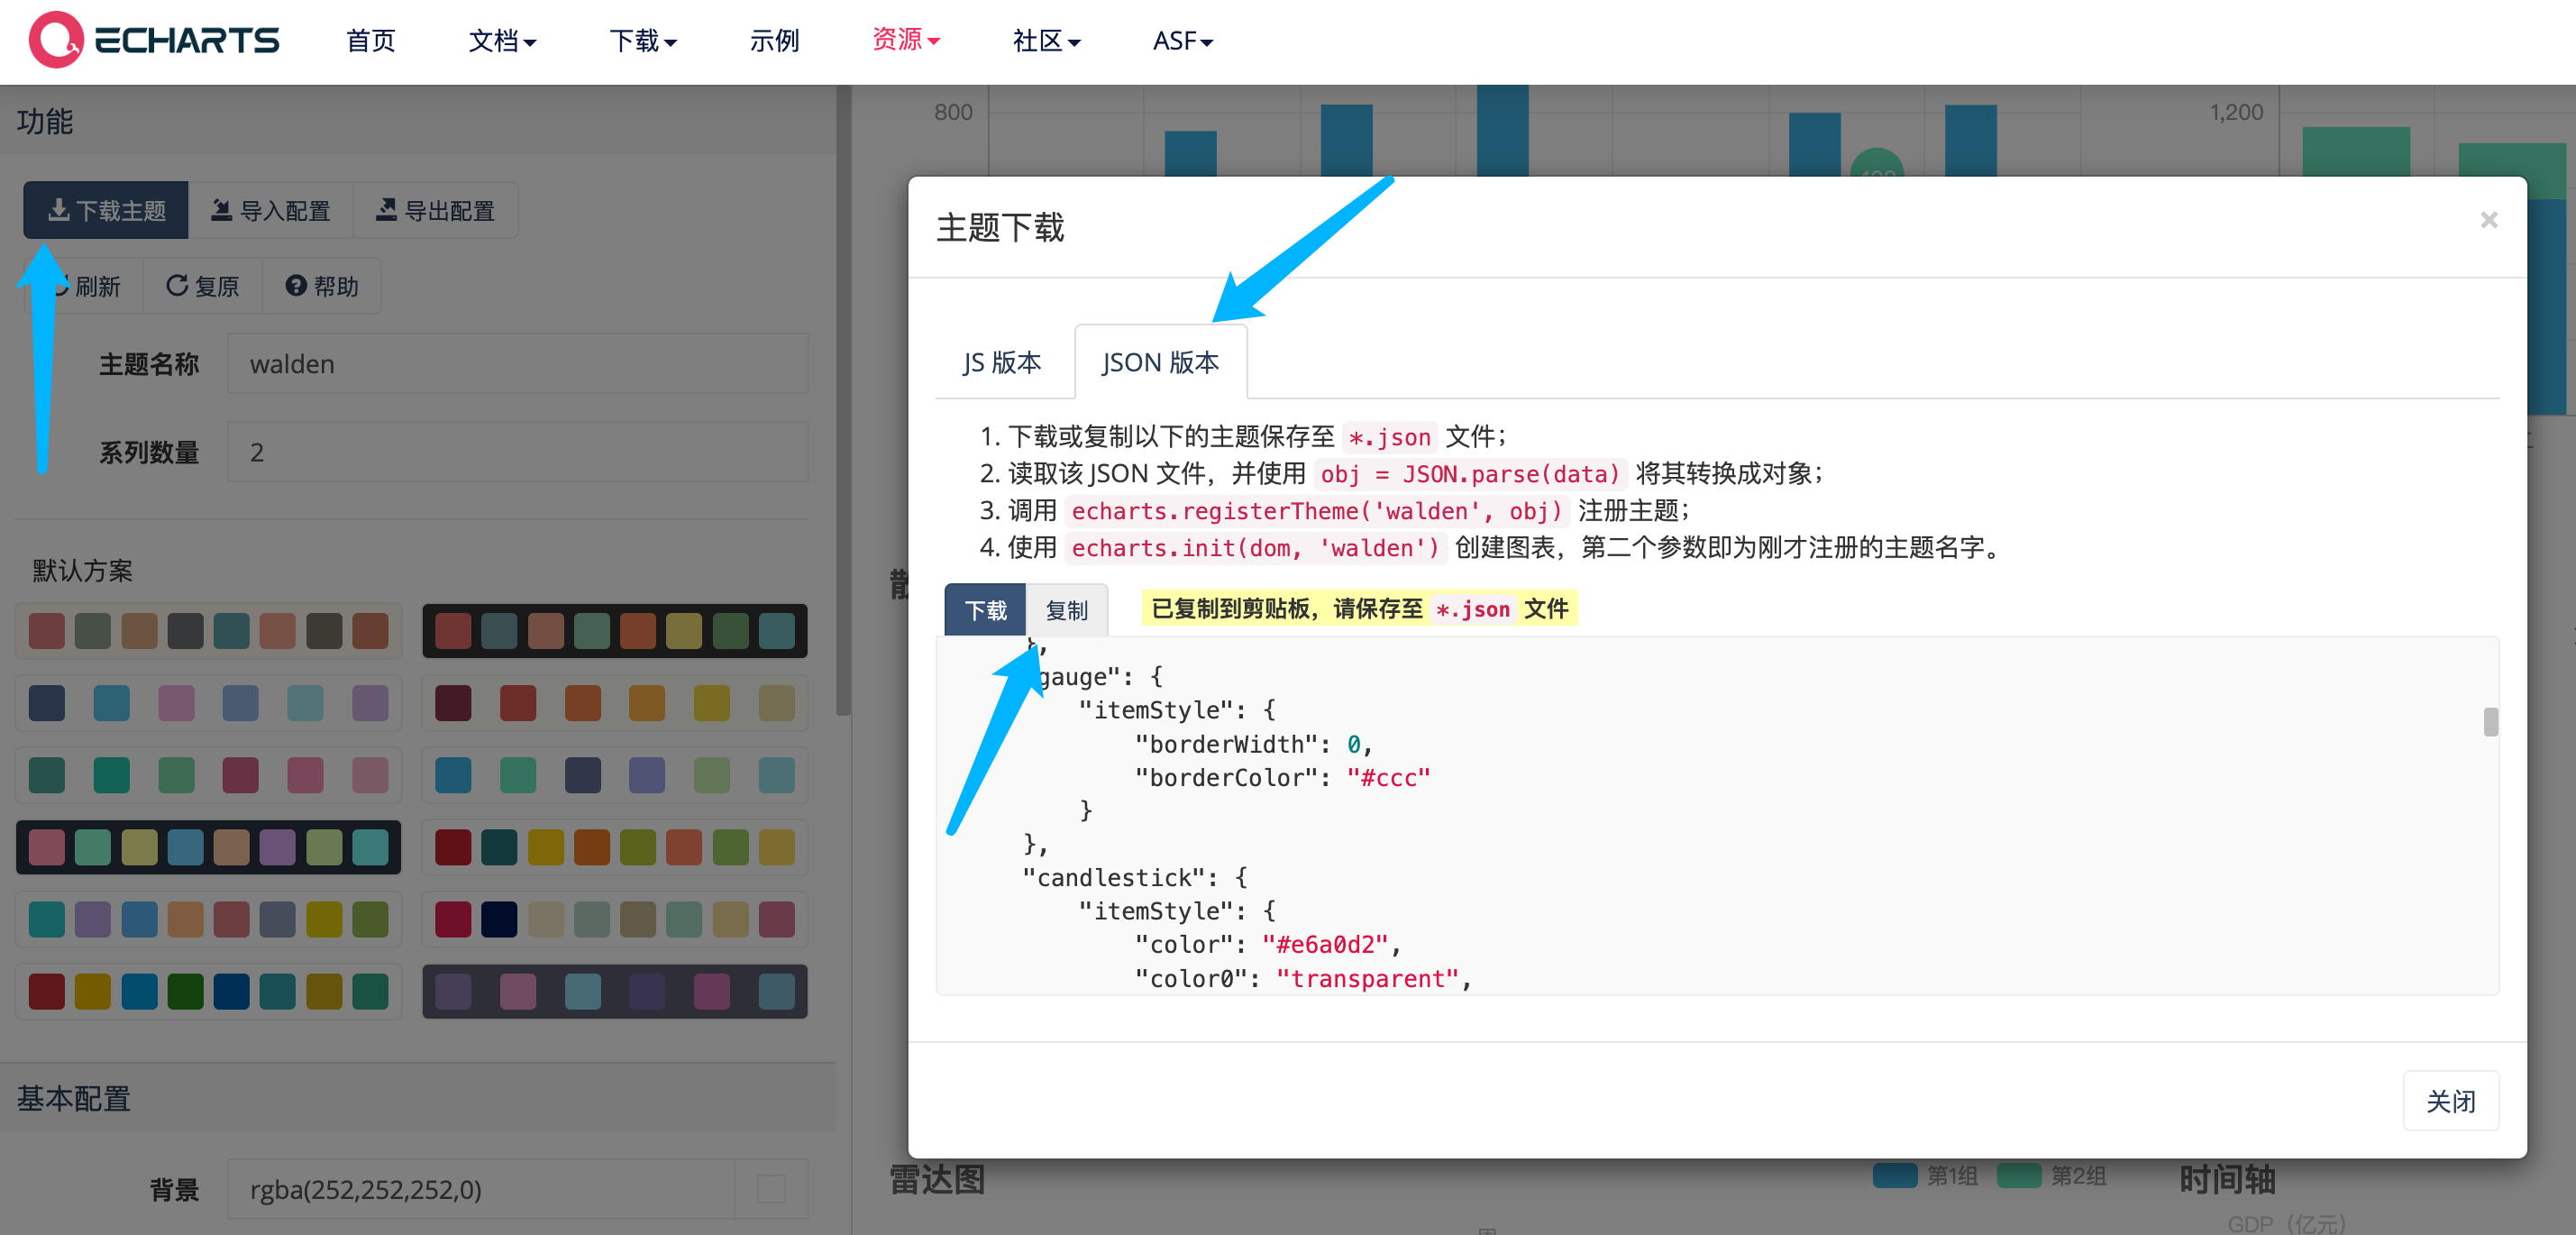 ECHARTS
首页
文档
下载
示例
资源
社区
ASF
功能
下载主题
导入配置
导出配置
刷新
复原
帮助
主题名称
walden
系列数量
2
默认方案
基本配置
背景
rgba(252,252,252,0)
800
1,200
主题下载
×
JS 版本
JSON 版本
1. 下载或复制以下的主题保存至 *.json 文件；
2. 读取该 JSON 文件，并使用 obj = JSON.parse(data) 将其转换成对象；
3. 调用 echarts.registerTheme('walden', obj) 注册主题；
4. 使用 echarts.init(dom, 'walden') 创建图表，第二个参数即为刚才注册的主题名字。
下载
复制
已复制到剪贴板，请保存至 *.json 文件
},
gauge": {
"itemStyle": {
"borderWidth": 0,
"borderColor": "#ccc"
}
},
"candlestick": {
"itemStyle": {
"color": "#e6a0d2",
"color0": "transparent",
关闭
散
雷达图
第1组
第2组
时间轴
GDP（亿元）